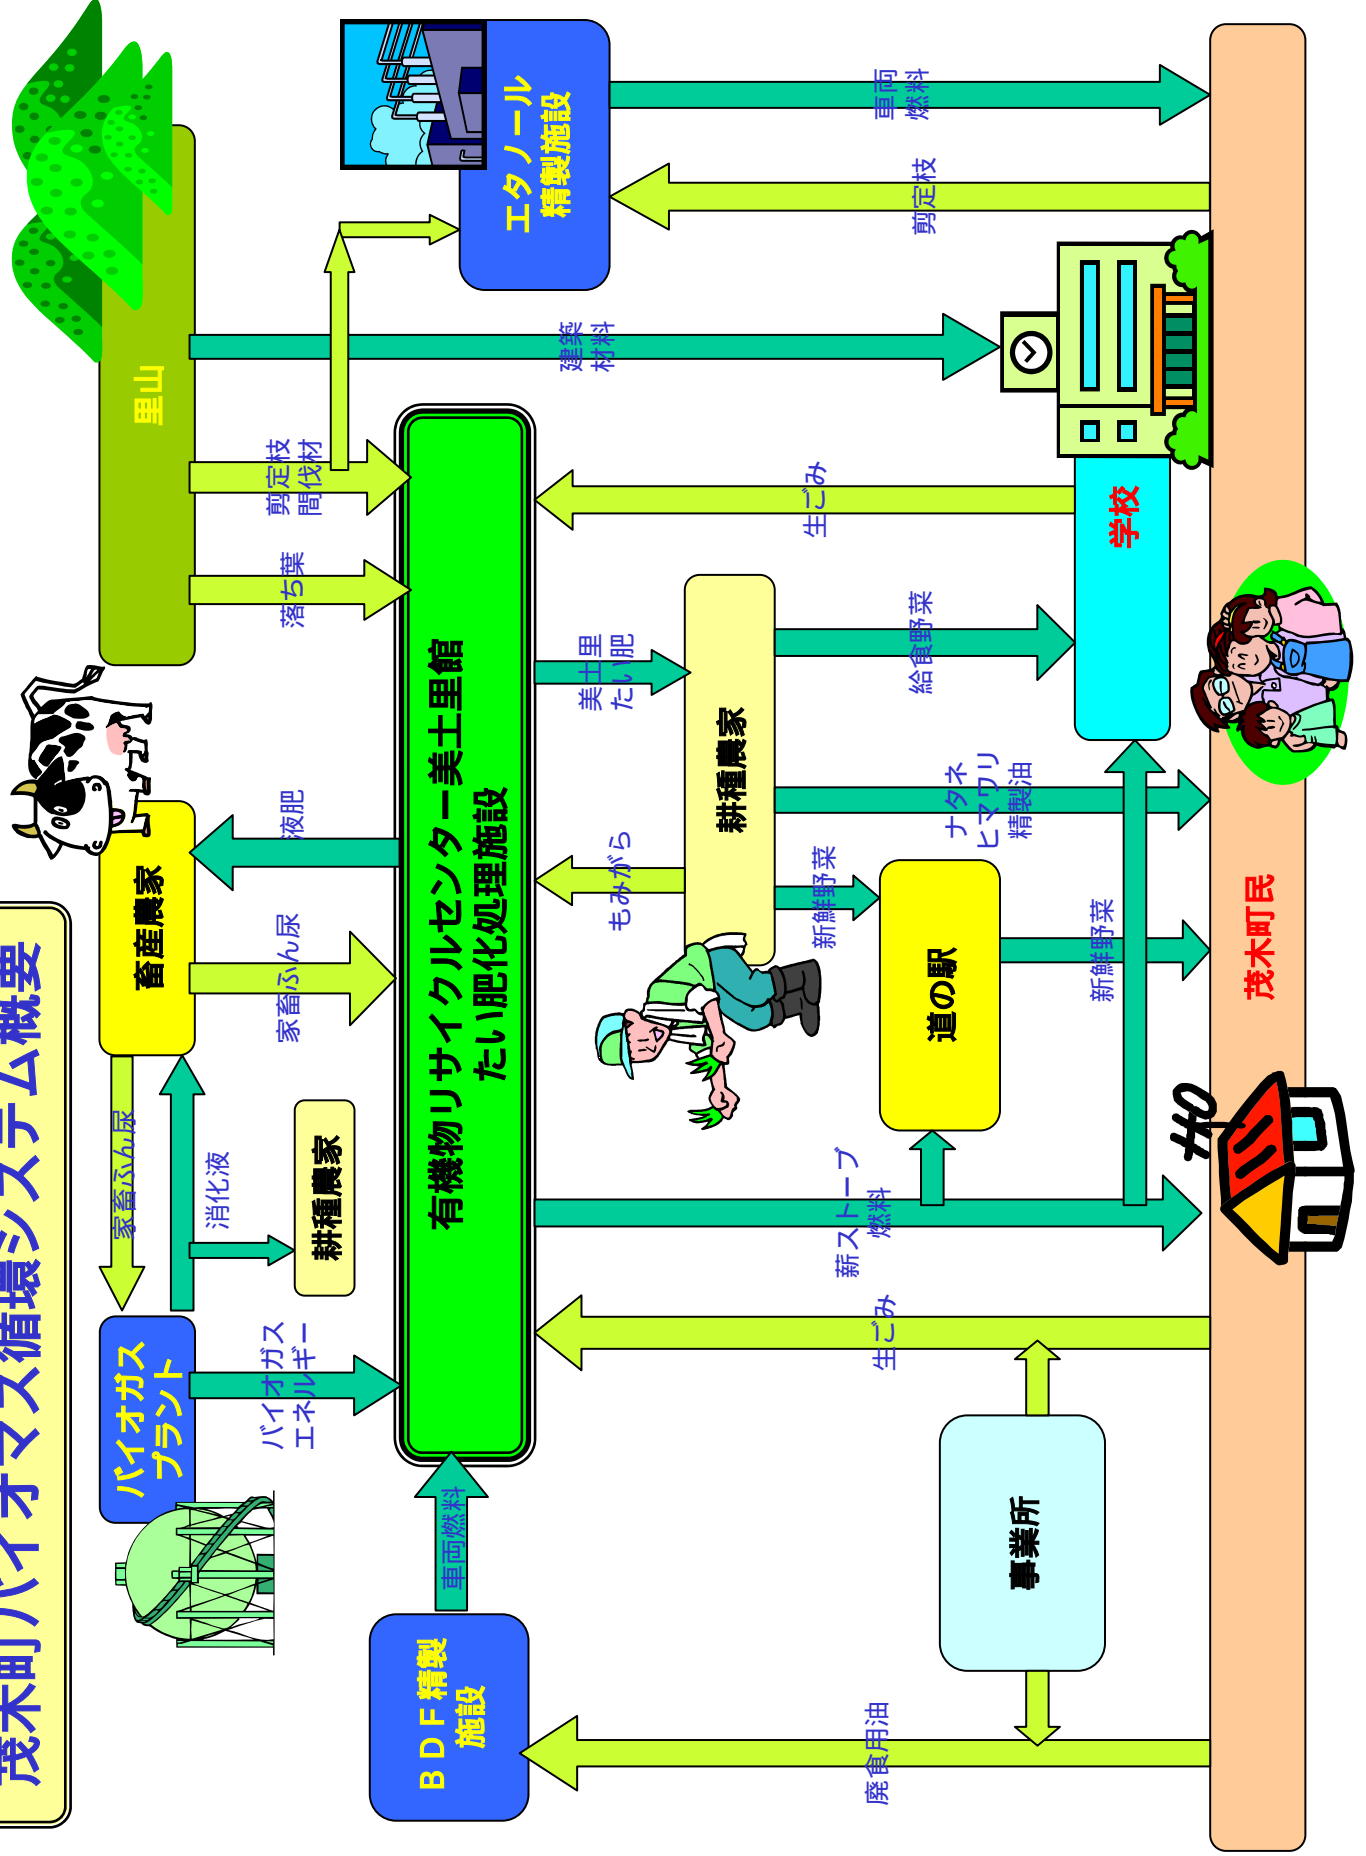 茂木町バイオマス循環システム概要
バイオガス
プラント
家畜ふん尿
消化液
畜産農家
里山
耕種農家
バイオガス
エネルギー
家畜ふん尿
液肥
落ち葉
剪定枝
間伐材
BDF精製
施設
車両燃料
有機物リサイクルセンター美土里館
たい肥化処理施設
エタノール
精製施設
もみがら
美土里
たい肥
建築
材料
耕種農家
廃食用油
生ごみ
薪ストーブ
燃料
新鮮野菜
ナタネ
ヒマワリ
精製油
給食野菜
生ごみ
剪定枝
車両
燃料
事業所
道の駅
新鮮野菜
学校
茂木町民